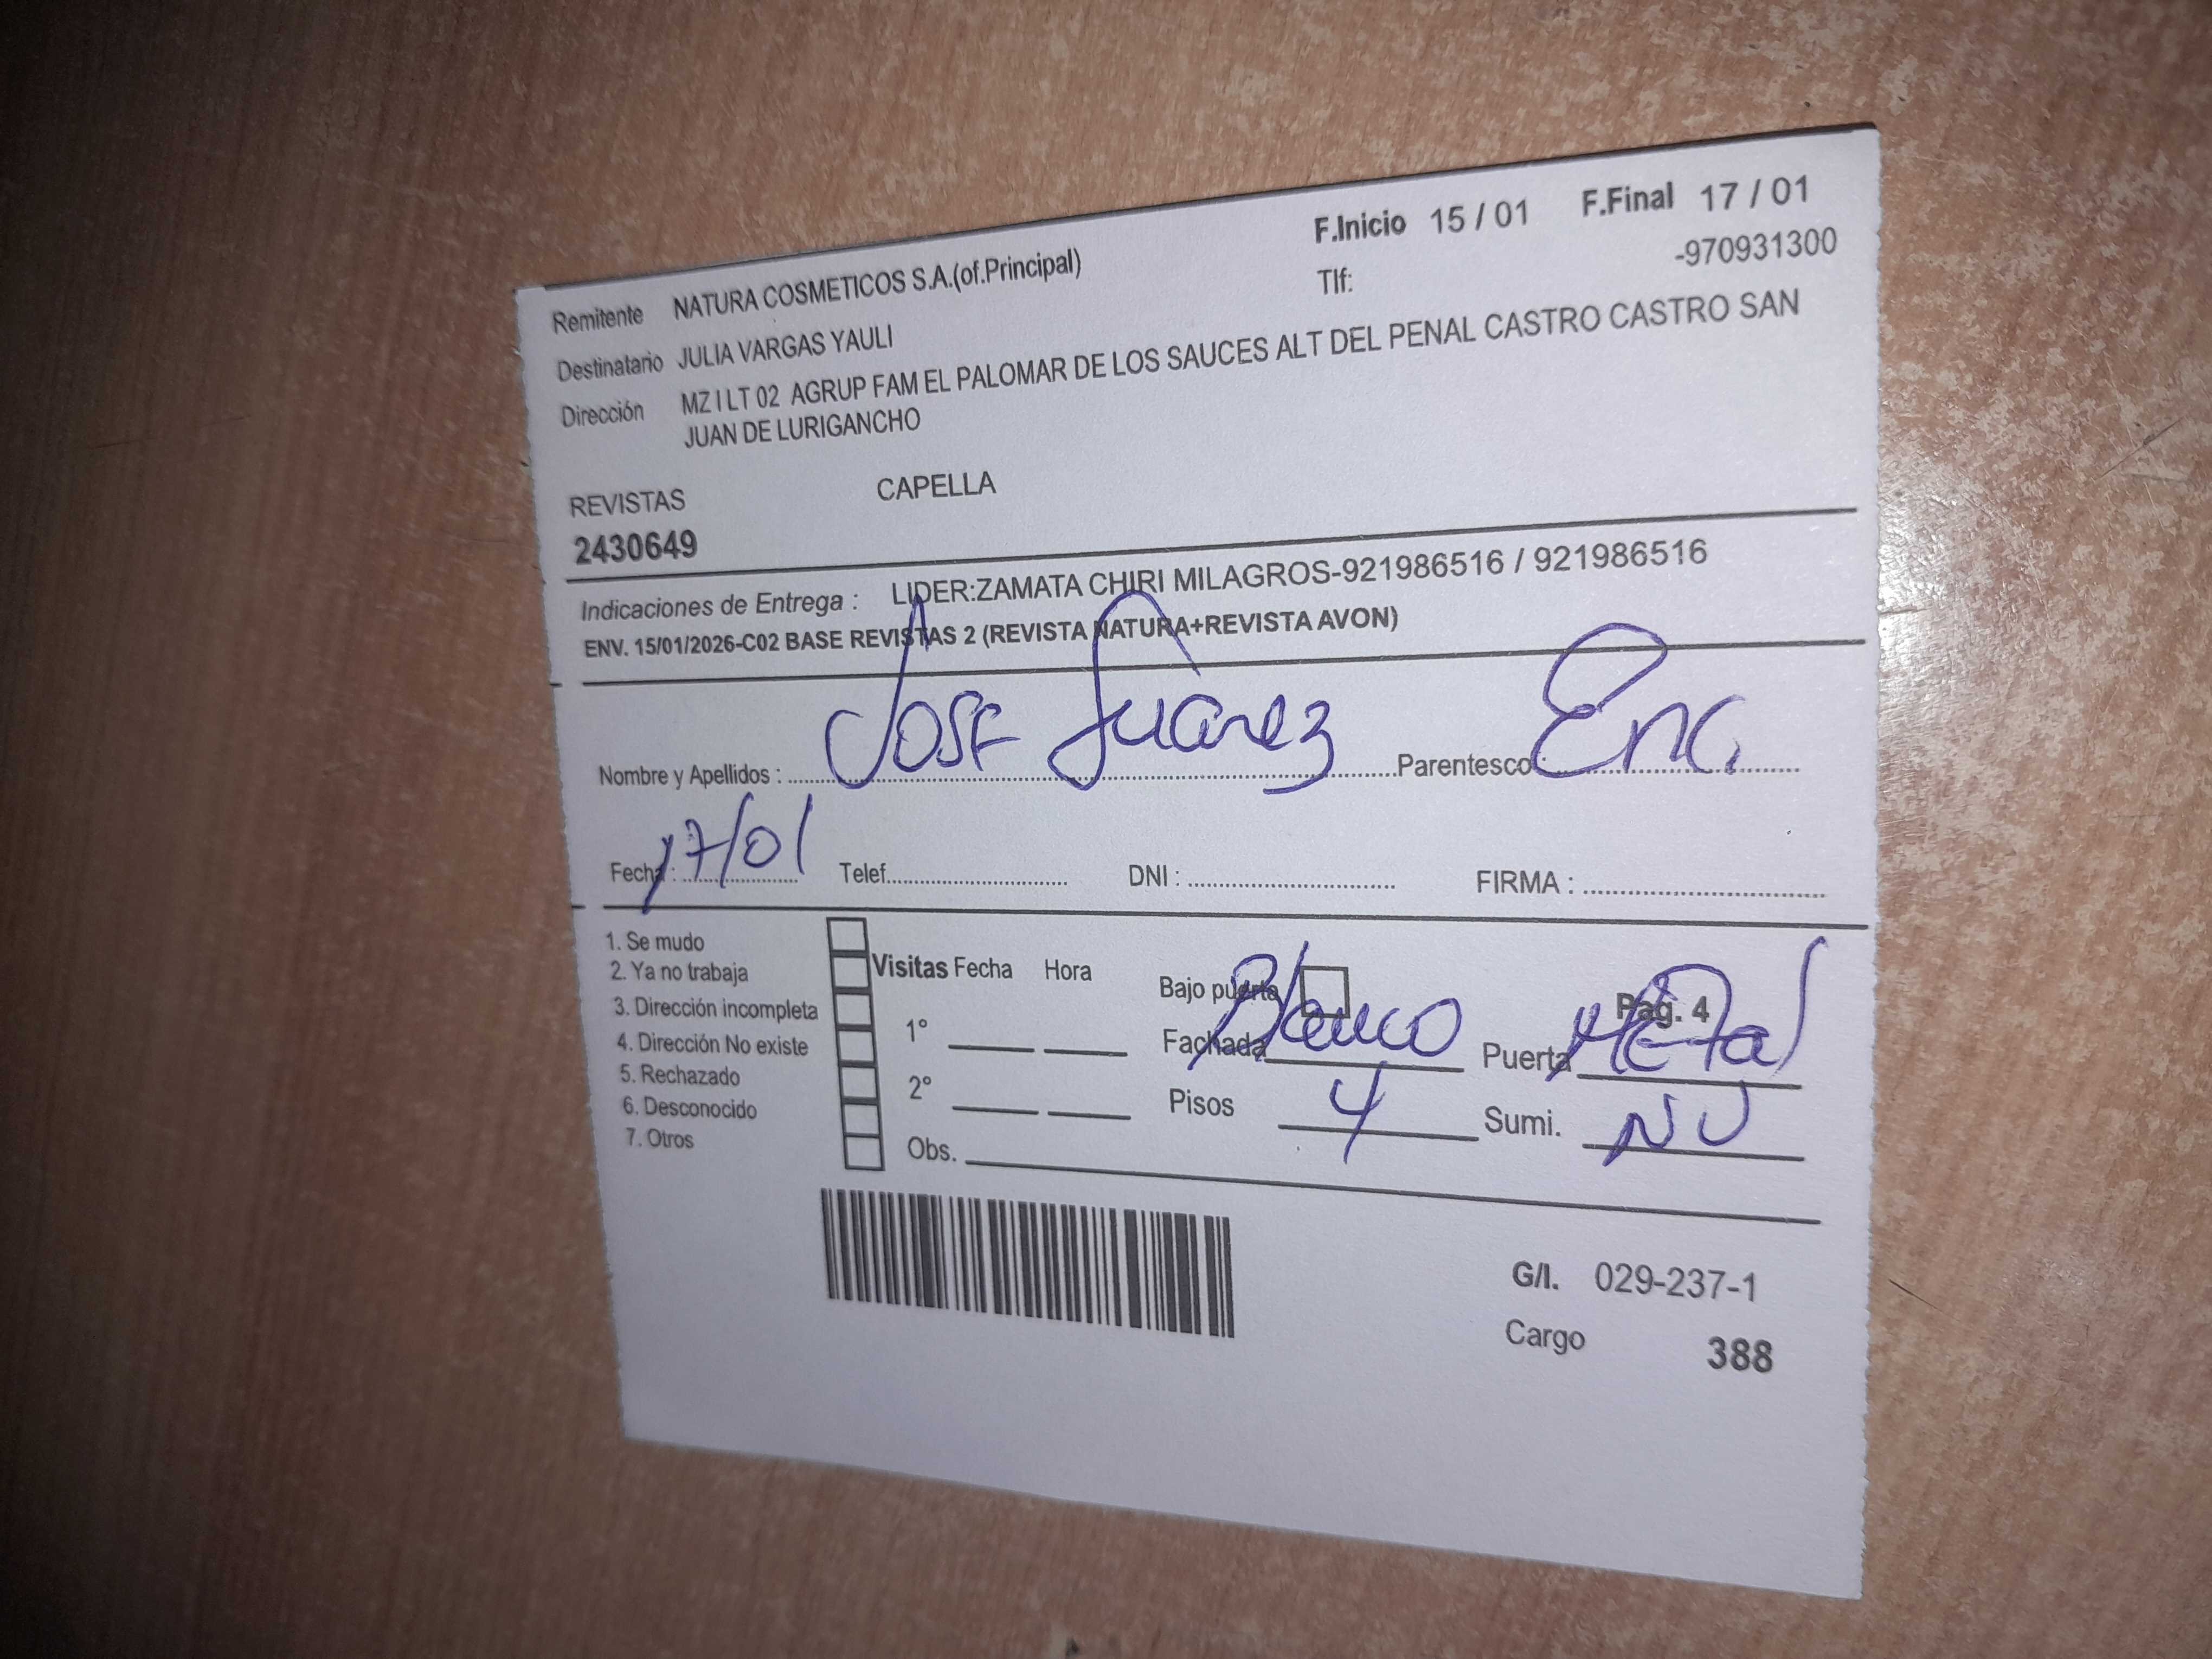 F.Inicio 15 / 01 F.Final 17 / 01
Remitente NATURA COSMETICOS S.A.(of.Principal) Tlf: -970931300
Destinatario JULIA VARGAS YAULI
Dirección MZ I LT 02 AGRUP FAM EL PALOMAR DE LOS SAUCES ALT DEL PENAL CASTRO CASTRO SAN
JUAN DE LURIGANCHO
REVISTAS CAPELLA
2430649
Indicaciones de Entrega : LIDER:ZAMATA CHIRI MILAGROS-921986516 / 921986516
ENV. 15/01/2026-C02 BASE REVISTAS 2 (REVISTA NATURA+REVISTA AVON)
Nombre y Apellidos : José Suárez Parentesco : Enc.
Fecha : 17/01 Telef. DNI : FIRMA :
1. Se mudo
2. Ya no trabaja Visitas Fecha Hora Bajo puerta Pag. 4
3. Dirección incompleta
4. Dirección No existe 1° Fachada Blanco Puerta Metal
5. Rechazado
6. Desconocido 2° Pisos 4 Sumi.
7. Otros Obs.
G/I. 029-237-1
Cargo 388